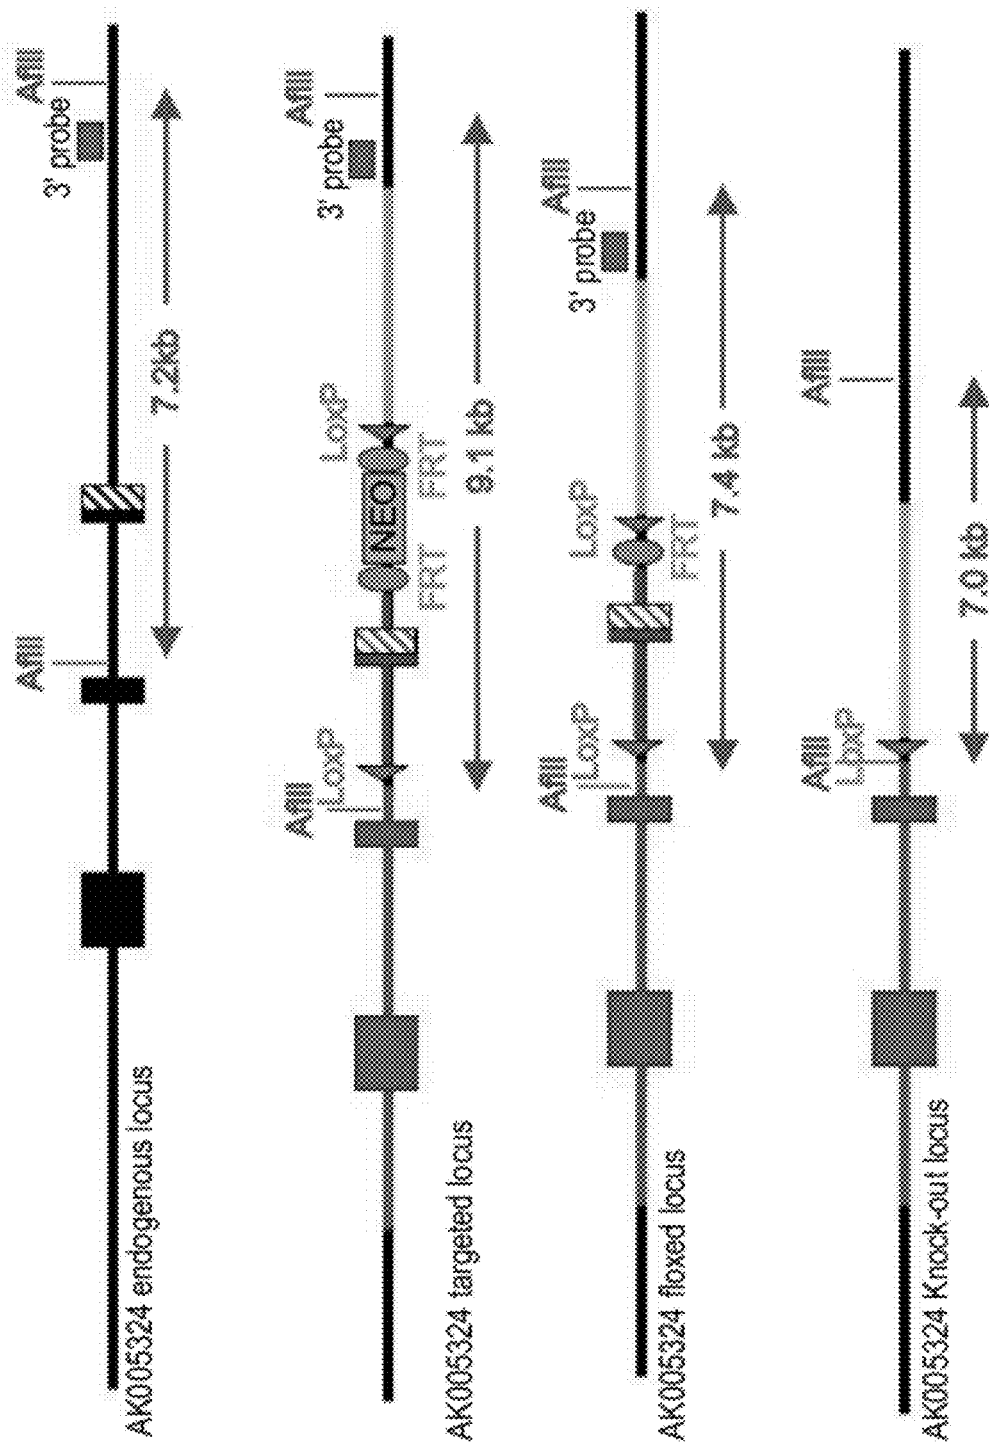 AflII
3' probe
AflII
7.2kb
AK005324 endogenous locus
AflII
LoxP
FRT
NEO
FRT
LoxP
3' probe
AflII
9.1 kb
AK005324 targeted locus
AflII
LoxP
FRT
LoxP
3' probe
AflII
7.4 kb
AK005324 floxed locus
AflII
LoxP
AflII
7.0 kb
AK005324 Knock-out locus